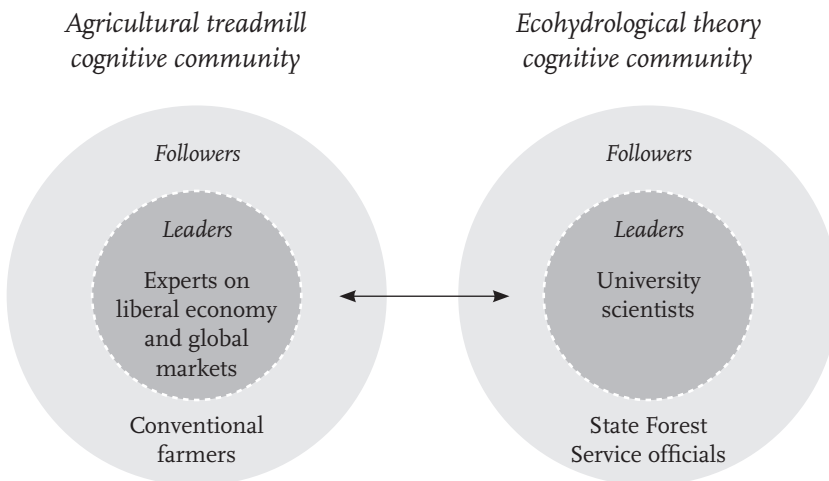 Agricultural treadmill
cognitive community
Followers
Leaders
Experts on
liberal economy
and global
markets
Conventional
farmers
Ecohydrological theory
cognitive community
Followers
Leaders
University
scientists
State Forest
Service officials